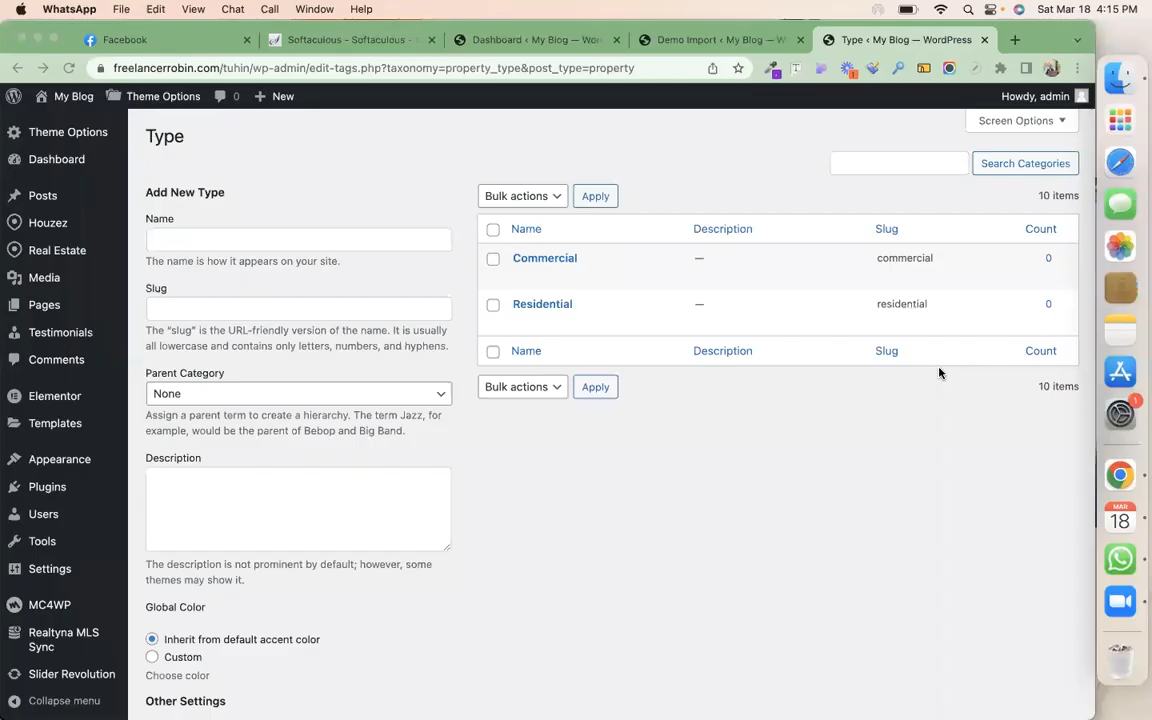 WhatsApp File Edit View Chat Call Window Help Sat Mar 18 4:15 PM
Facebook Softaculous - Softaculous - Dashboard ‹ My Blog — Wor Demo Import ‹ My Blog — W Type ‹ My Blog — WordPress
freelancerrobin.com/tuhin/wp-admin/edit-tags.php?taxonomy=property_type&post_type=property
My Blog Theme Options 0 New Howdy, admin
Theme Options
Dashboard
Posts
Houzez
Real Estate
Media
Pages
Testimonials
Comments
Elementor
Templates
Appearance
Plugins
Users
Tools
Settings
MC4WP
Realtyna MLS
Sync
Slider Revolution
Collapse menu
Screen Options
Type
Search Categories
Add New Type
Name
The name is how it appears on your site.
Slug
The “slug” is the URL-friendly version of the name. It is usually
all lowercase and contains only letters, numbers, and hyphens.
Parent Category
None
Assign a parent term to create a hierarchy. The term Jazz, for
example, would be the parent of Bebop and Big Band.
Description
The description is not prominent by default; however, some
themes may show it.
Global Color
Inherit from default accent color
Custom
Choose color
Other Settings
Bulk actions Apply 10 items
Name Description Slug Count
Commercial — commercial 0
Residential — residential 0
Name Description Slug Count
Bulk actions Apply 10 items
1
MAR
18